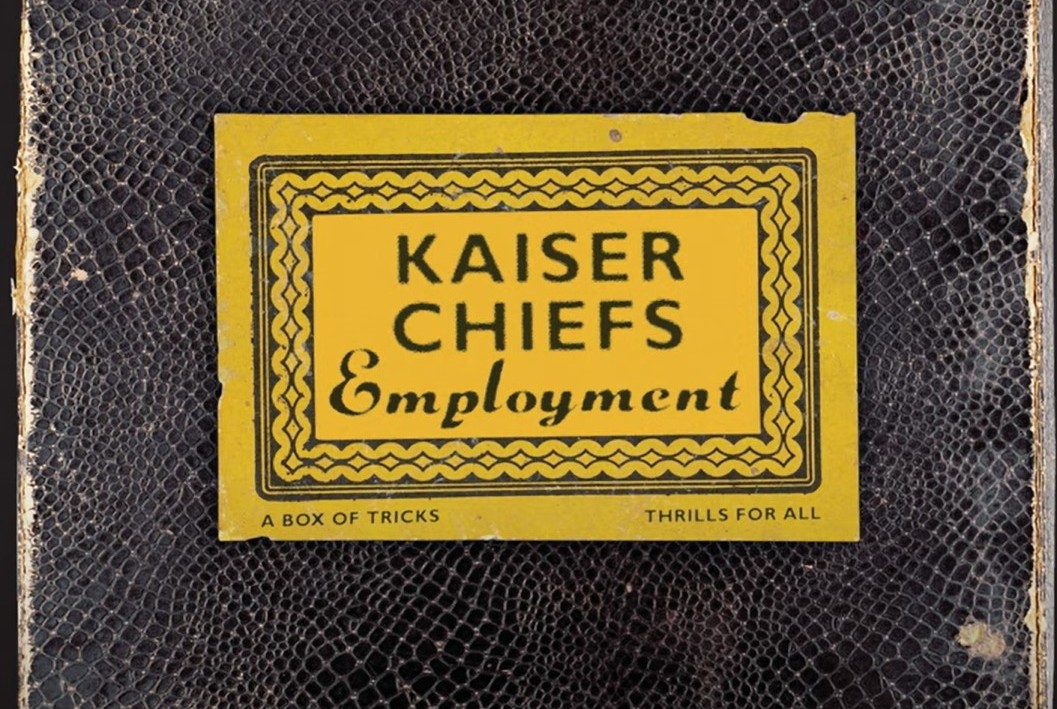 KAISER
CHIEFS
Employment
A BOX OF TRICKS
THRILLS FOR ALL